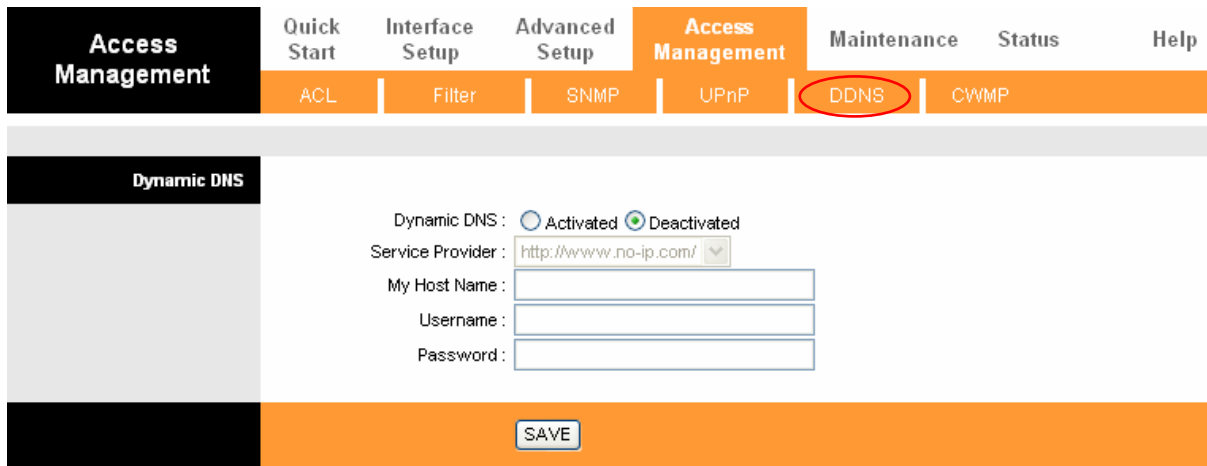 Access Management
Quick Start
Interface Setup
Advanced Setup
Access Management
Maintenance
Status
Help
ACL
Filter
SNMP
UPnP
DDNS
CWMP
Dynamic DNS
Dynamic DNS : Activated Deactivated
Service Provider : http://www.no-ip.com/
My Host Name :
Username :
Password :
SAVE